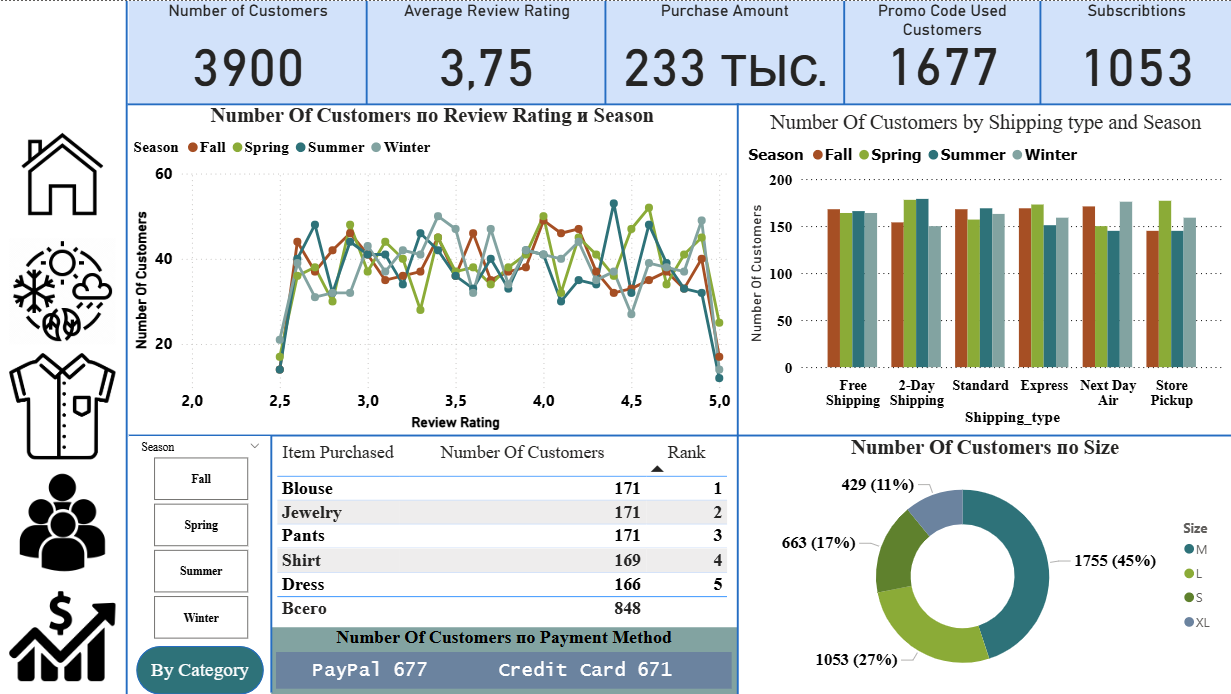 Number of Customers
3900
Average Review Rating
3,75
Purchase Amount
233 тыс.
Promo Code Used
Customers
1677
Subscribtions
1053
Number Of Customers по Review Rating и Season
Season Fall Spring Summer Winter
60
40
20
Number Of Customers
2,0 2,5 3,0 3,5 4,0 4,5 5,0
Review Rating
Number Of Customers by Shipping type and Season
Season Fall Spring Summer Winter
200
150
100
50
0
Number Of Customers
Free Shipping
2-Day Shipping
Standard
Express
Next Day Air
Store Pickup
Shipping_type
Season
Fall
Spring
Summer
Winter
By Category
Item Purchased Number Of Customers Rank
Blouse 171 1
Jewelry 171 2
Pants 171 3
Shirt 169 4
Dress 166 5
Всего 848
Number Of Customers по Payment Method
PayPal 677 Credit Card 671
Number Of Customers по Size
429 (11%)
663 (17%)
1755 (45%)
1053 (27%)
Size
M
L
S
XL